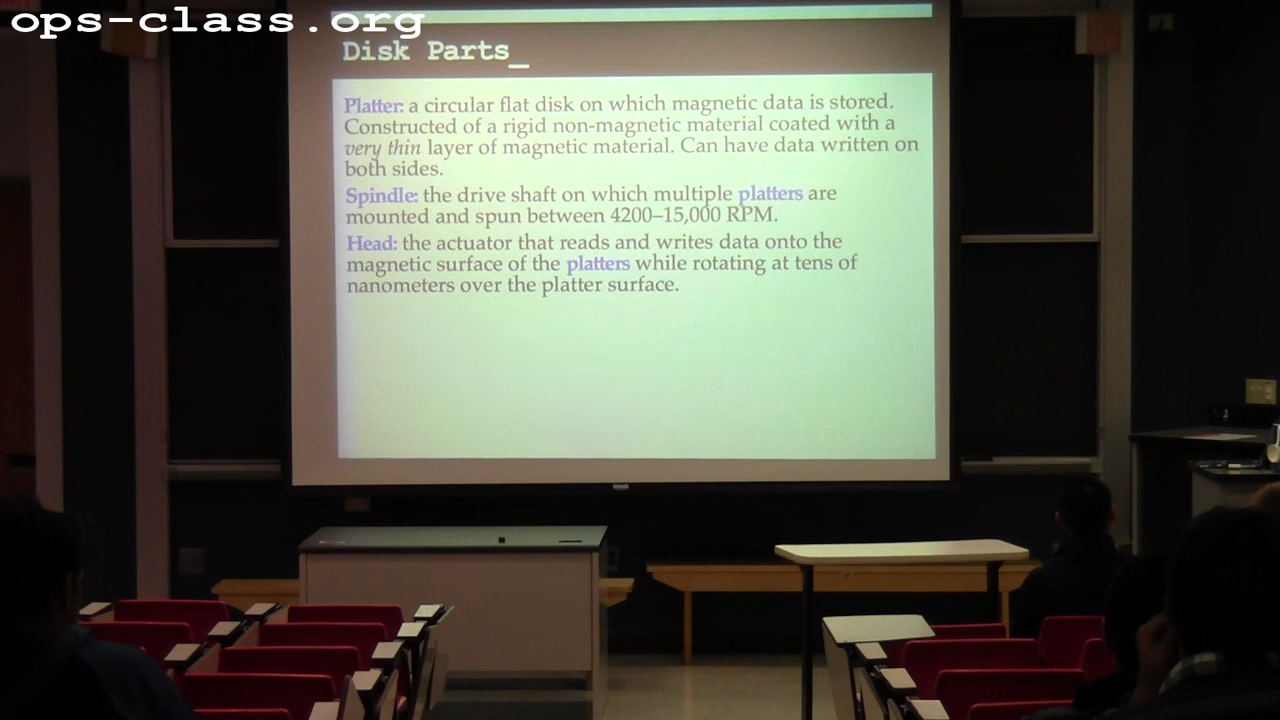 ops-class.org
Disk Parts_
Platter: a circular flat disk on which magnetic data is stored.
Constructed of a rigid non-magnetic material coated with a
very thin layer of magnetic material. Can have data written on
both sides.
Spindle: the drive shaft on which multiple platters are
mounted and spun between 4200–15,000 RPM.
Head: the actuator that reads and writes data onto the
magnetic surface of the platters while rotating at tens of
nanometers over the platter surface.